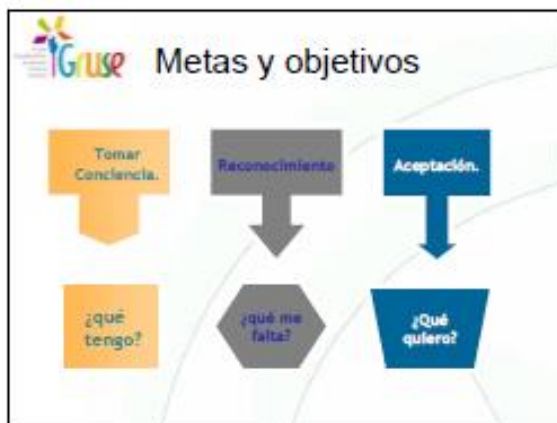 Gruse
Metas y objetivos
Tomar
Conciencia.
Reconocimiento
Aceptación.
¿qué
tengo?
¿qué me
falta?
¿Qué
quiero?